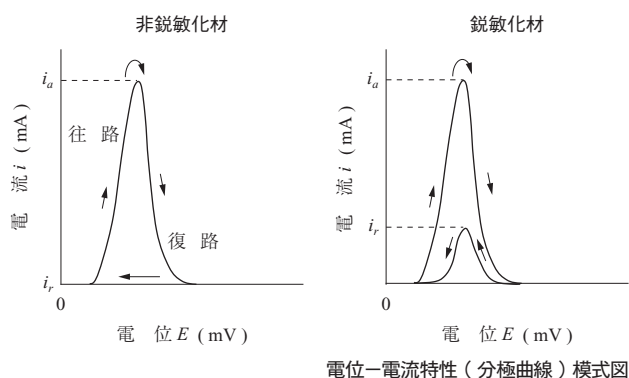 非鋭敏化材
i_a
電 流 i ( mA )
往 路
復 路
i_r
0
電 位 E ( mV )
鋭敏化材
i_a
電 流 i ( mA )
i_r
0
電 位 E ( mV )
電位－電流特性 ( 分極曲線 ) 模式図